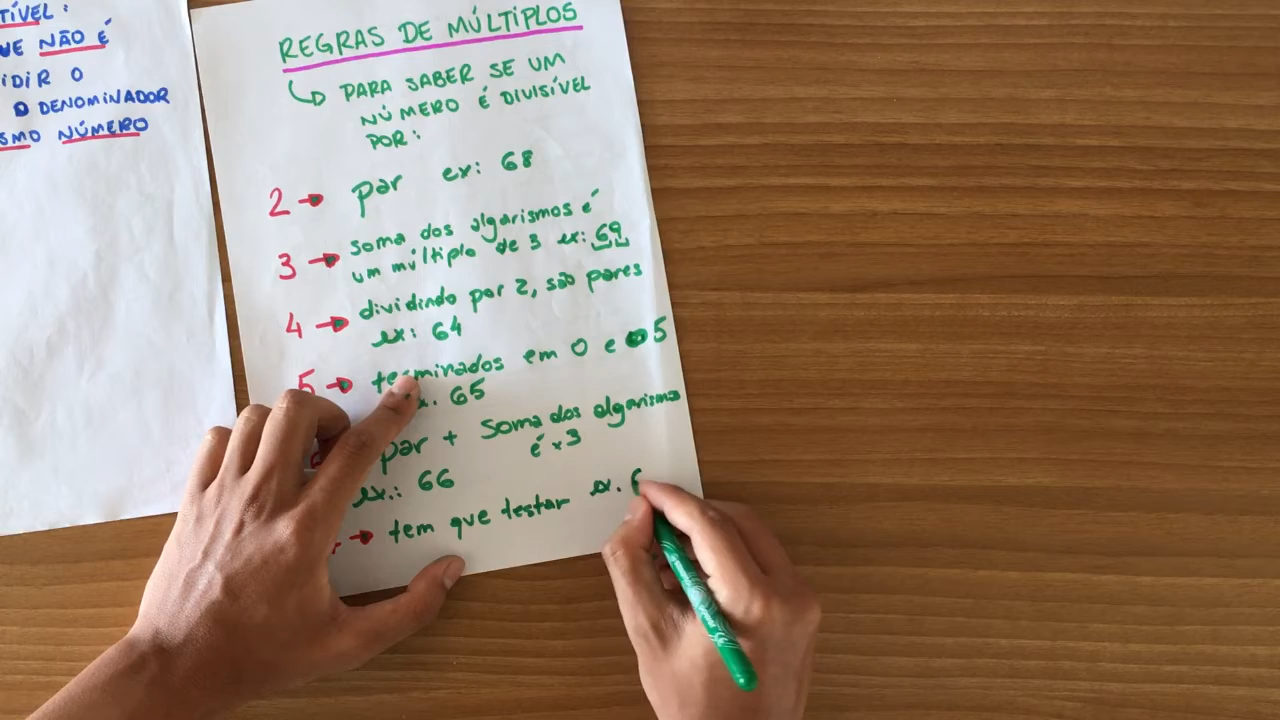 TÍVEL:
UE NÃO É
iDiR O
O DENOMiNADOR
SMO NÚMERO
REGRAS DE MÚLTiPLOS
PARA SABER SE UM
NÚMERO É DIVISÍVEL
POR:
2 → par ex: 68
3 → soma dos algarismos é
um múltiplo de 3 ex: 69
4 → dividindo por 2, são pares
ex: 64
5 → terminados em 0 e 5
ex. 65
par + soma dos algarismos
é x3
ex.: 66
→ tem que testar ex. 6